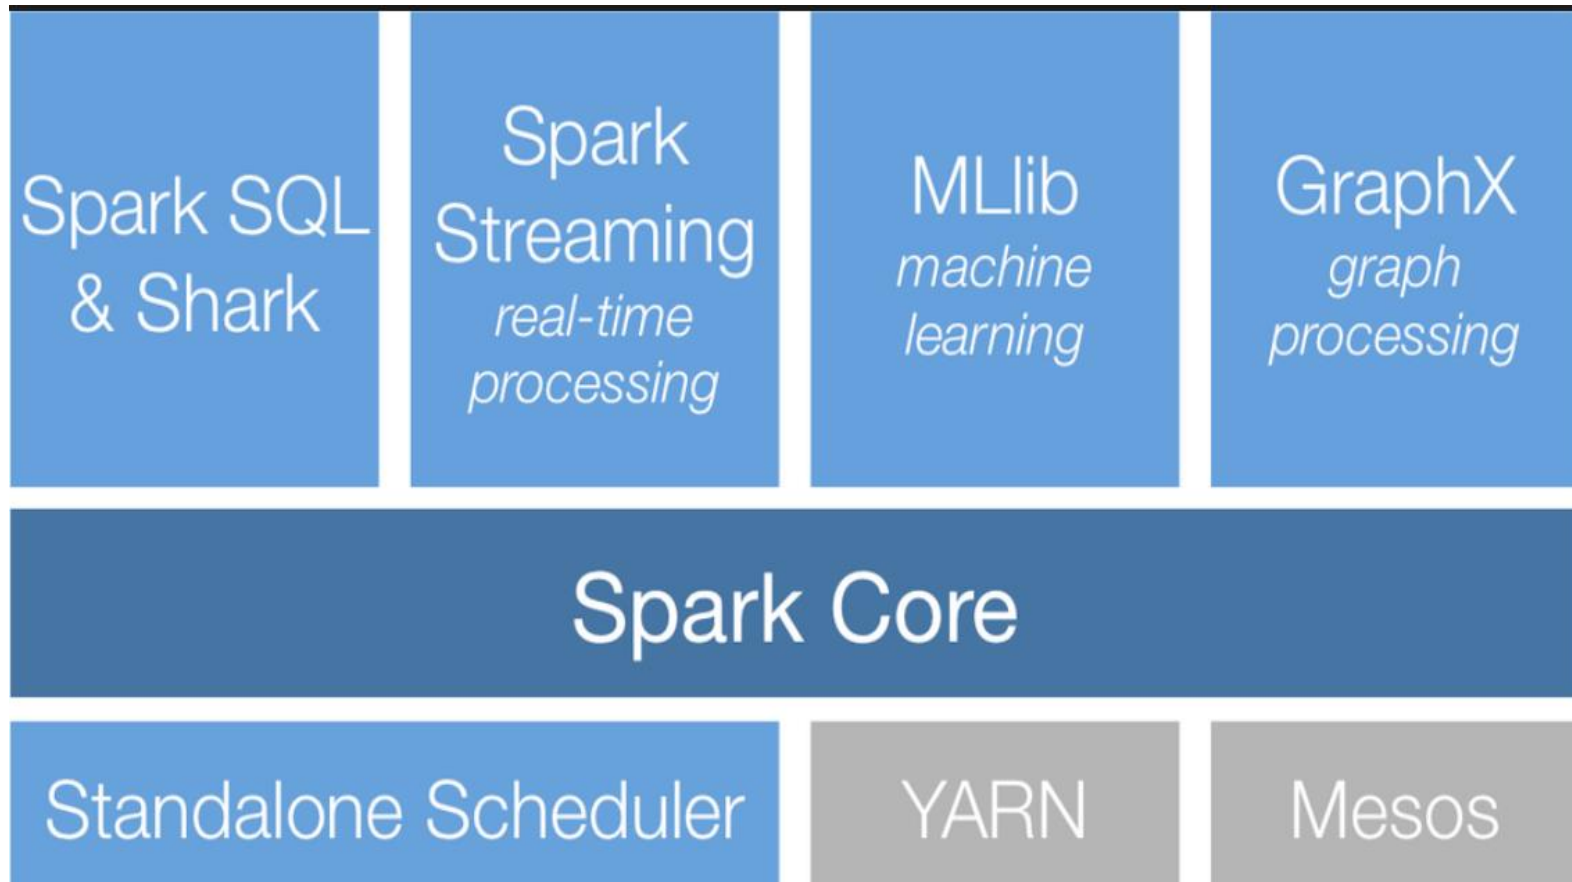 Spark SQL
& Shark
Spark
Streaming
real-time
processing
MLlib
machine
learning
GraphX
graph
processing
Spark Core
Standalone Scheduler
YARN
Mesos